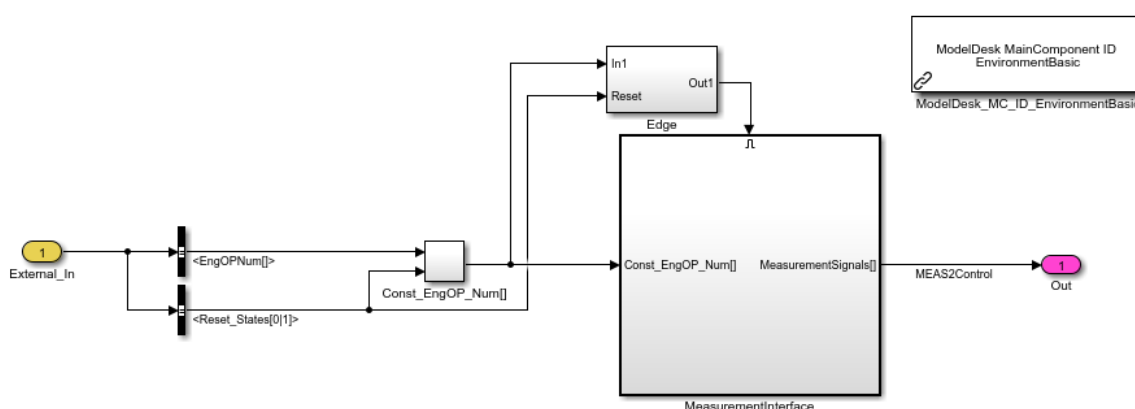 ModelDesk MainComponent ID
EnvironmentBasic
ModelDesk_MC_ID_EnvironmentBasic
In1
Out1
Reset
Edge
1
External_In
<EngOPNum[]>
Const_EngOP_Num[]
<Reset_States[0|1]>
Const_EngOP_Num[]
MeasurementSignals[]
MEAS2Control
1
Out
MeasurementInterface